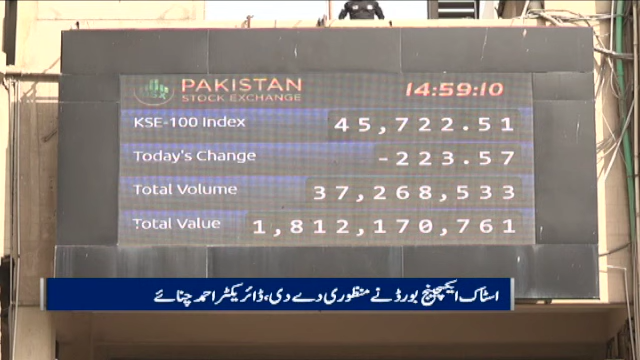 PAKISTAN
STOCK EXCHANGE
14:59:10
KSE-100 Index 45,722.51
Today's Change -223.57
Total Volume 37,268,533
Total Value 1,812,170,761
اسٹاک ایکسچینج بورڈ نے منظوری دے دی، ڈائریکٹر احمد چنائے